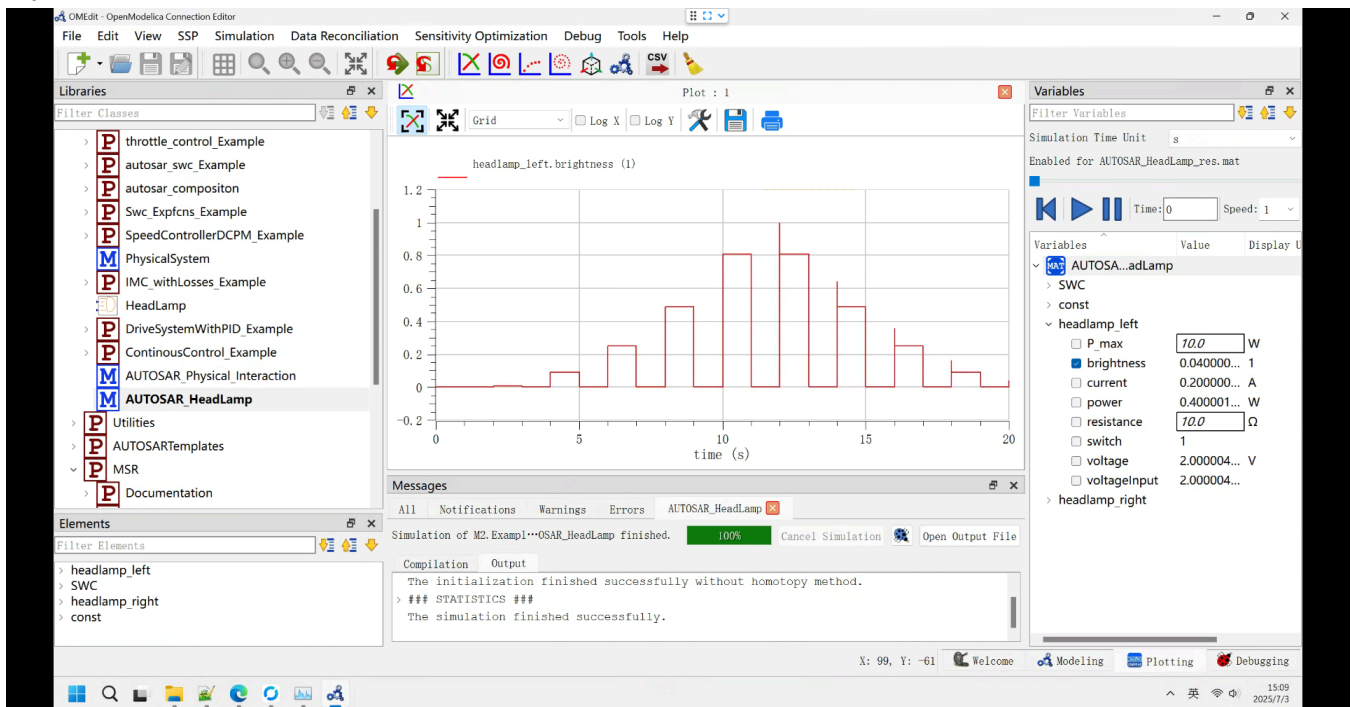 OMEdit - OpenModelica Connection Editor
File Edit View SSP Simulation Data Reconciliation Sensitivity Optimization Debug Tools Help
CSV
Libraries
Filter Classes
throttle_control_Example
autosar_swc_Example
autosar_compositon
Swc_Expfcns_Example
SpeedControllerDCPM_Example
PhysicalSystem
IMC_withLosses_Example
HeadLamp
DriveSystemWithPID_Example
ContinousControl_Example
AUTOSAR_Physical_Interaction
AUTOSAR_HeadLamp
Utilities
AUTOSARTemplates
MSR
Documentation
Elements
Filter Elements
headlamp_left
SWC
headlamp_right
const
Plot : 1
Grid Log X Log Y
headlamp_left.brightness (1)
1.2
1
0.8
0.6
0.4
0.2
0
-0.2
0 5 10 15 20
time (s)
Messages
All Notifications Warnings Errors AUTOSAR_HeadLamp
Simulation of M2.Exampl···OSAR_HeadLamp finished. 100% Cancel Simulation Open Output File
Compilation Output
The initialization finished successfully without homotopy method.
### STATISTICS ###
The simulation finished successfully.
Variables
Filter Variables
Simulation Time Unit s
Enabled for AUTOSAR_HeadLamp_res.mat
Time: 0 Speed: 1
Variables Value Display U
MAT AUTOSA...adLamp
SWC
const
headlamp_left
P_max 10.0 W
brightness 0.040000... 1
current 0.200000... A
power 0.400001... W
resistance 10.0 Ω
switch 1
voltage 2.000004... V
voltageInput 2.000004...
headlamp_right
X: 99, Y: -61 Welcome Modeling Plotting Debugging
英 15:09
2025/7/3